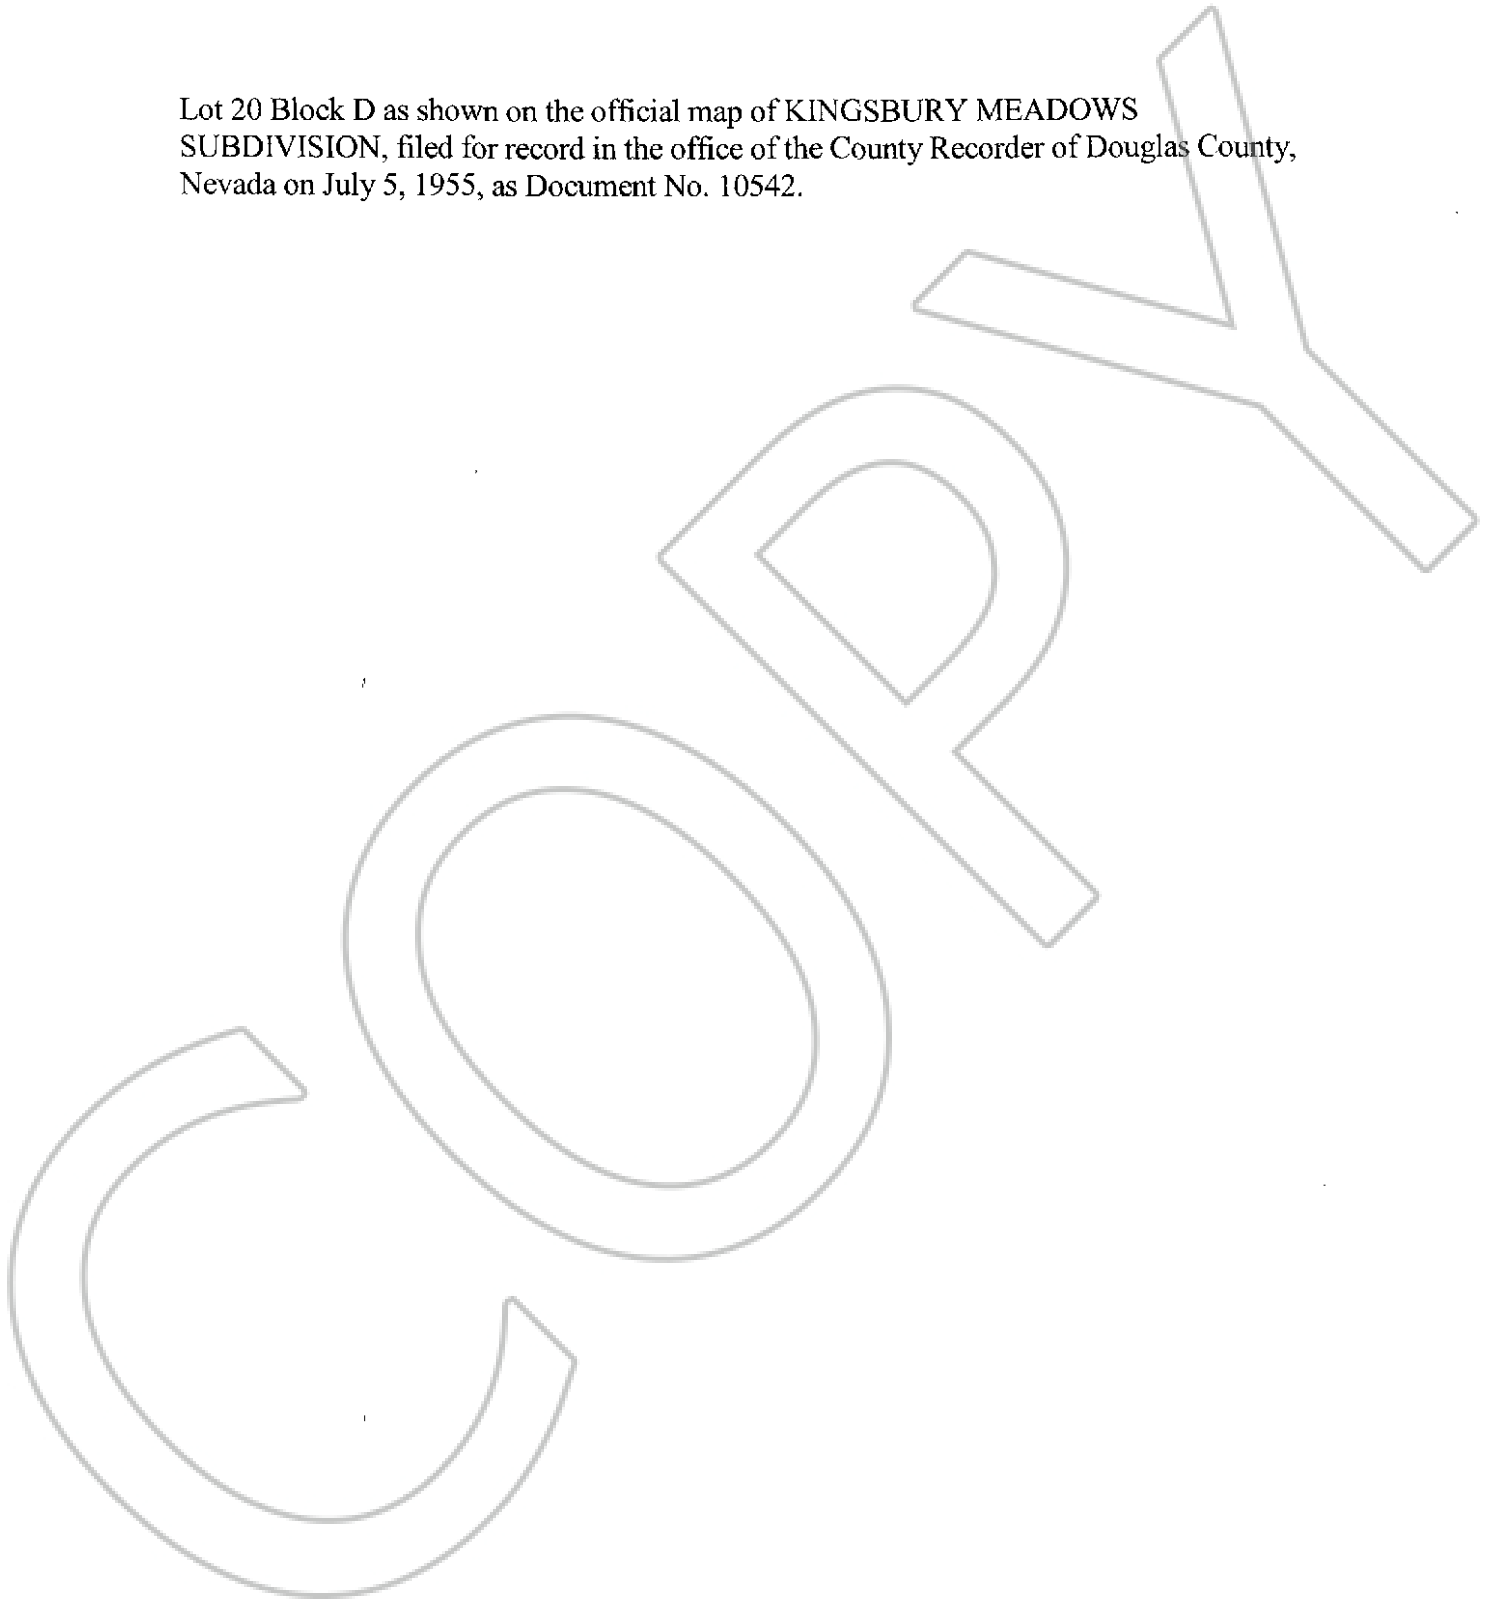 Lot 20 Block D as shown on the official map of KINGSBURY MEADOWS
SUBDIVISION, filed for record in the office of the County Recorder of Douglas County,
Nevada on July 5, 1955, as Document No. 10542.
COPY